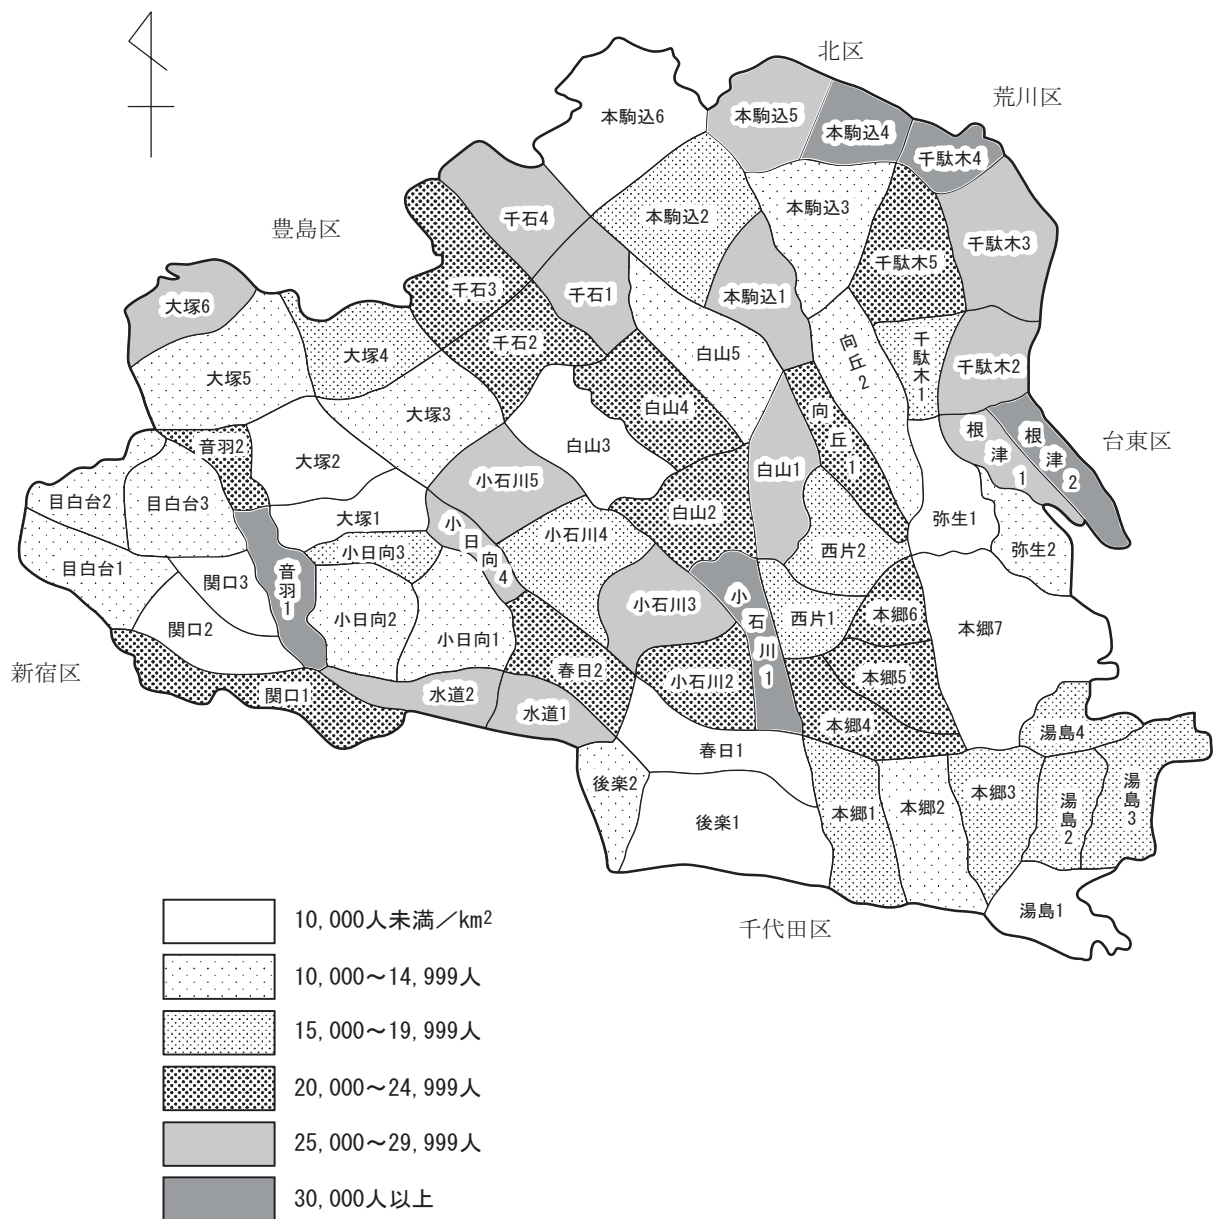 北区
荒川区
豊島区
台東区
新宿区
千代田区
本駒込6
本駒込5
本駒込4
千駄木4
千石4
本駒込2
本駒込3
千駄木3
千石3
千石1
本駒込1
千駄木5
大塚6
大塚4
千石2
白山5
向丘2
千駄木1
千駄木2
大塚5
大塚3
白山4
向丘1
根津1
根津2
音羽2
大塚2
白山3
白山1
目白台2
目白台3
小石川5
白山2
弥生1
大塚1
小日向4
小石川4
西片2
弥生2
目白台1
関口3
音羽1
小日向3
小石川3
小石川1
関口2
小日向2
小日向1
西片1
本郷6
本郷7
関口1
水道2
春日2
小石川2
本郷5
水道1
本郷4
湯島4
春日1
後楽2
後楽1
本郷1
本郷2
本郷3
湯島2
湯島3
湯島1
10,000人未満／km²
10,000～14,999人
15,000～19,999人
20,000～24,999人
25,000～29,999人
30,000人以上